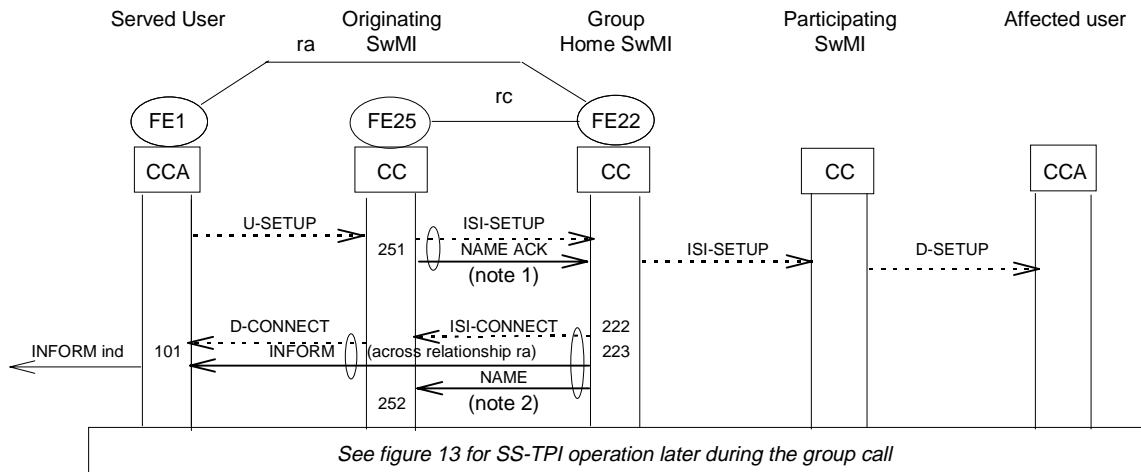 Served User
Originating
SwMI
Group
Home SwMI
Participating
SwMI
Affected user
ra
rc
FE1
FE25
FE22
CCA
CC
CC
CC
CCA
U-SETUP
ISI-SETUP
251
NAME ACK
(note 1)
ISI-SETUP
D-SETUP
D-CONNECT
ISI-CONNECT
222
INFORM ind
101
INFORM
(across relationship ra)
223
NAME
252
(note 2)
See figure 13 for SS-TPI operation later during the group call